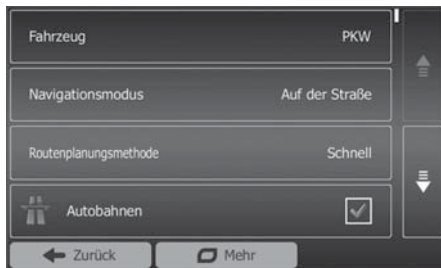 Fahrzeug PKW
Navigationsmodus Auf der Straße
Routenplanungsmethode Schnell
Autobahnen
Zurück Mehr